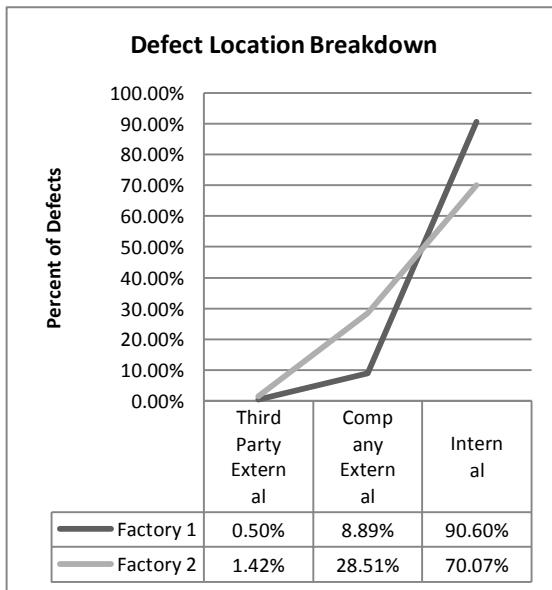 Defect Location Breakdown
Percent of Defects
100.00%
90.00%
80.00%
70.00%
60.00%
50.00%
40.00%
30.00%
20.00%
10.00%
0.00%
Third
Party
Extern
al
Comp
any
Extern
al
Intern
al
Factory 1 0.50% 8.89% 90.60%
Factory 2 1.42% 28.51% 70.07%